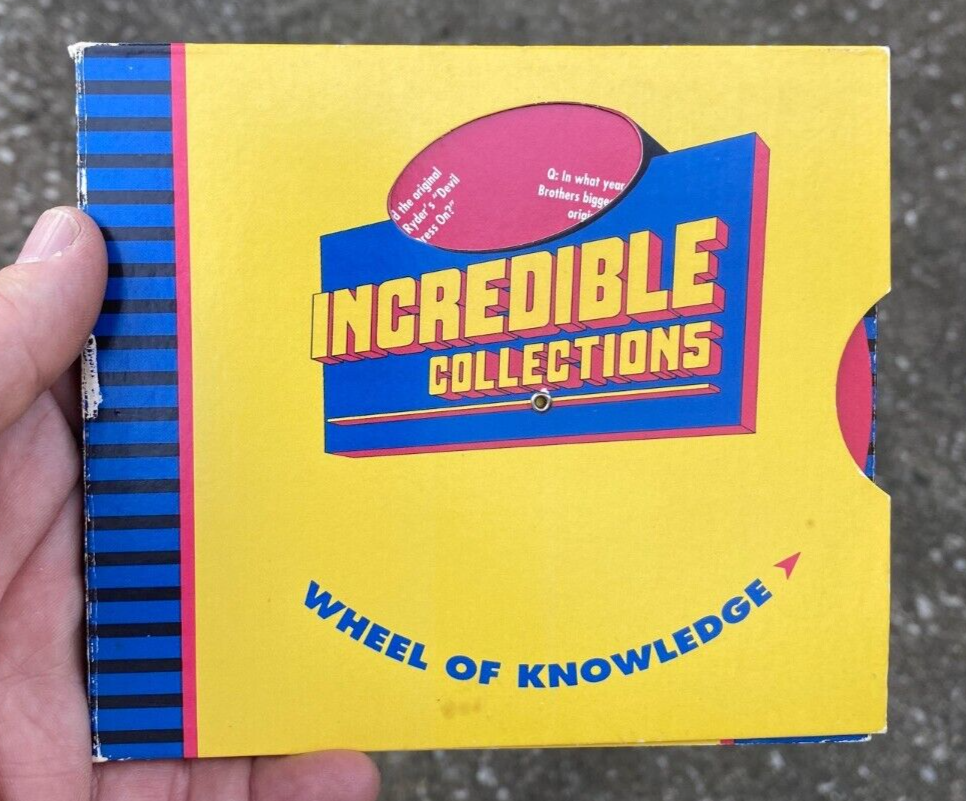 d the original
Ryder's "Devil
ress On?"
Q: In what year
Brothers bigge
origi
INCREDIBLE
COLLECTIONS
WHEEL OF KNOWLEDGE